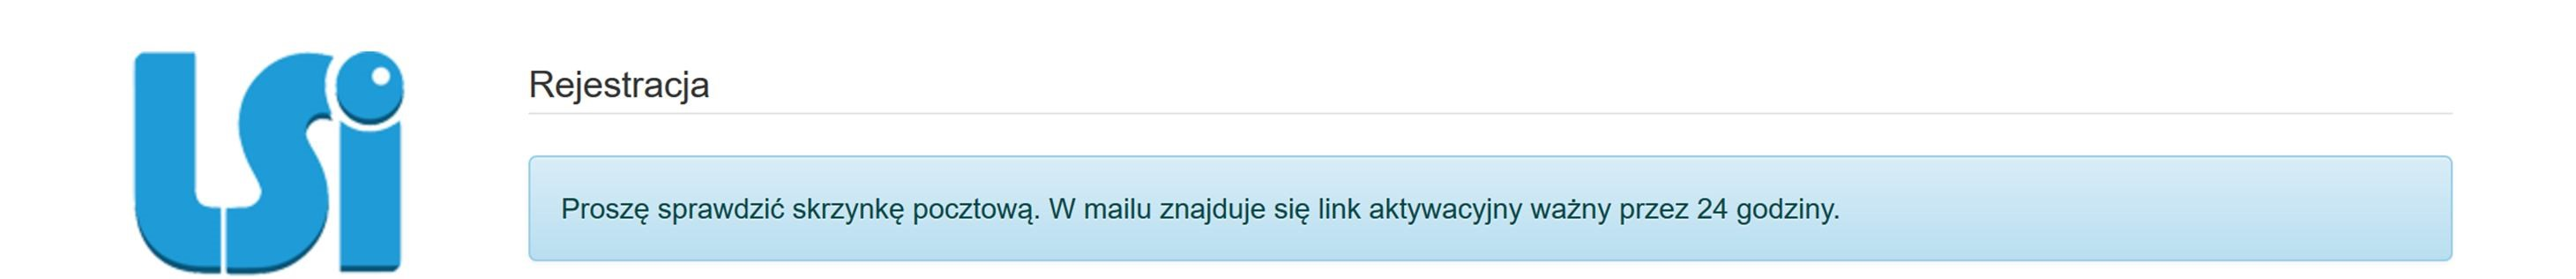 LSi
Rejestracja
Proszę sprawdzić skrzynkę pocztową. W mailu znajduje się link aktywacyjny ważny przez 24 godziny.